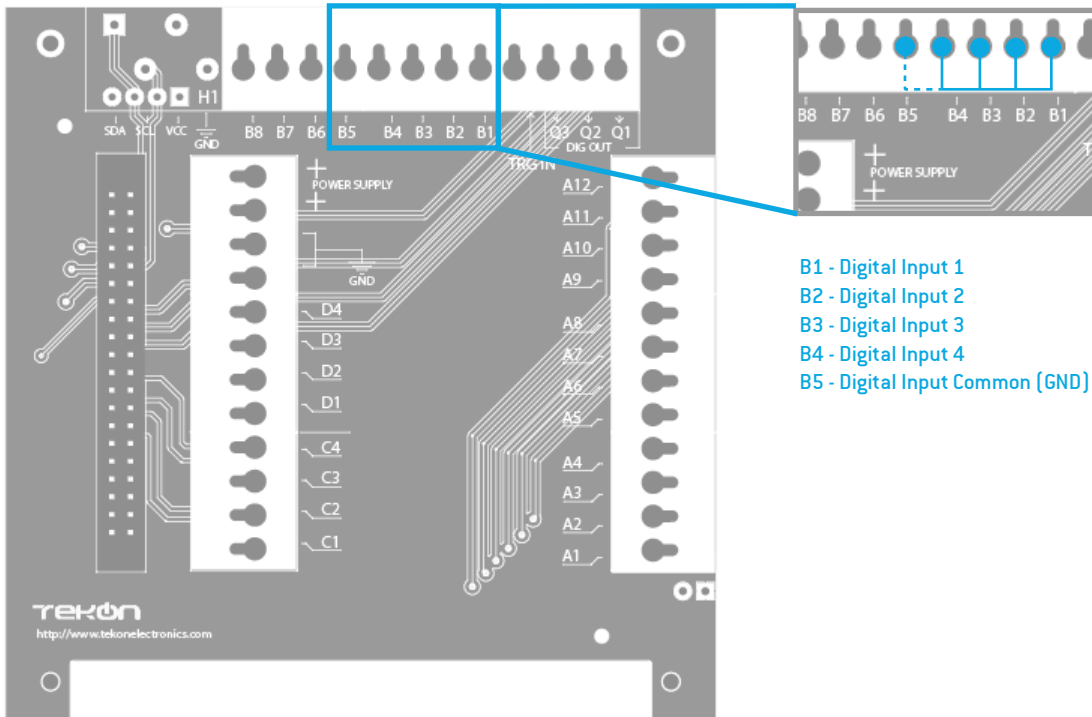 H1
SDA SCL VCC GND B8 B7 B6 B5 B4 B3 B2 B1 Q3 Q2 Q1
DIG OUT
TRG1N
POWER SUPPLY
GND
D4
D3
D2
D1
C4
C3
C2
C1
A12
A11
A10
A9
A8
A7
A6
A5
A4
A3
A2
A1
TEKON
http://www.tekonelectronics.com
B8 B7 B6 B5 B4 B3 B2 B1
POWER SUPPLY
B1 - Digital Input 1
B2 - Digital Input 2
B3 - Digital Input 3
B4 - Digital Input 4
B5 - Digital Input Common (GND)